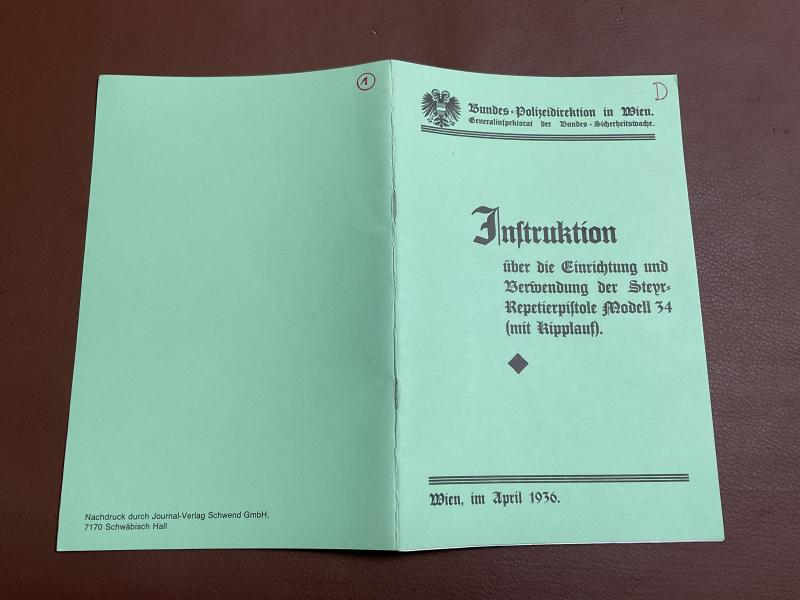 1
Nachdruck durch Journal-Verlag Schwend GmbH,
7170 Schwäbisch Hall
D
Bundes-Polizeidirektion in Wien.
Generalinspektorat der Bundes-Sicherheitswache.
Instruktion
über die Einrichtung und
Verwendung der Steyr-
Repetierpistole Modell 34
(mit Kipplauf).
Wien, im April 1936.